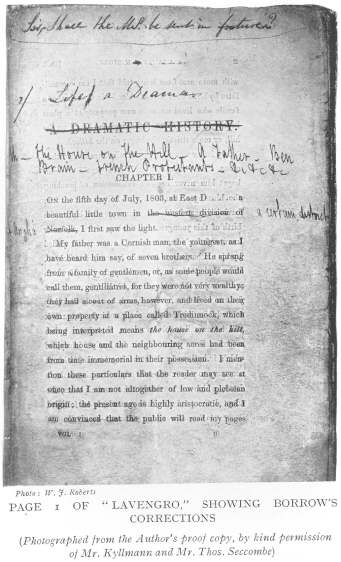 Sir, Shall the MS. be sent in future?
Life, a Drama
A DRAMATIC HISTORY.
The House on the Hill - A Father - Ben
Brain - French Protestants - &c &c
CHAPTER I.
On the fifth day of July, 1803, at East D
beautiful little town in the western division of
a certain district
Norfolk, I first saw the light.
My father was a Cornish man, the youngest, as I
have heard him say, of seven brothers. He sprang
from a family of gentlemen, or, as some people would
call them, gentillatres, for they were not very wealthy;
they had a coat of arms, however, and lived on their
own property at a place called Tredinnock, which
being interpreted means the house on the hill,
which house and the neighbouring acres had been
from time immemorial in their possession. I men-
tion these particulars that the reader may see at
once that I am not altogether of low and plebeian
origin; the present age is highly aristocratic, and I
am convinced that the public will read my pages
VOL. I.
Photo: W. J. Roberts
PAGE 1 OF "LAVENGRO," SHOWING BORROW'S
CORRECTIONS
(Photographed from the Author's proof copy, by kind permission
of Mr. Kyllmann and Mr. Thos. Seccombe)